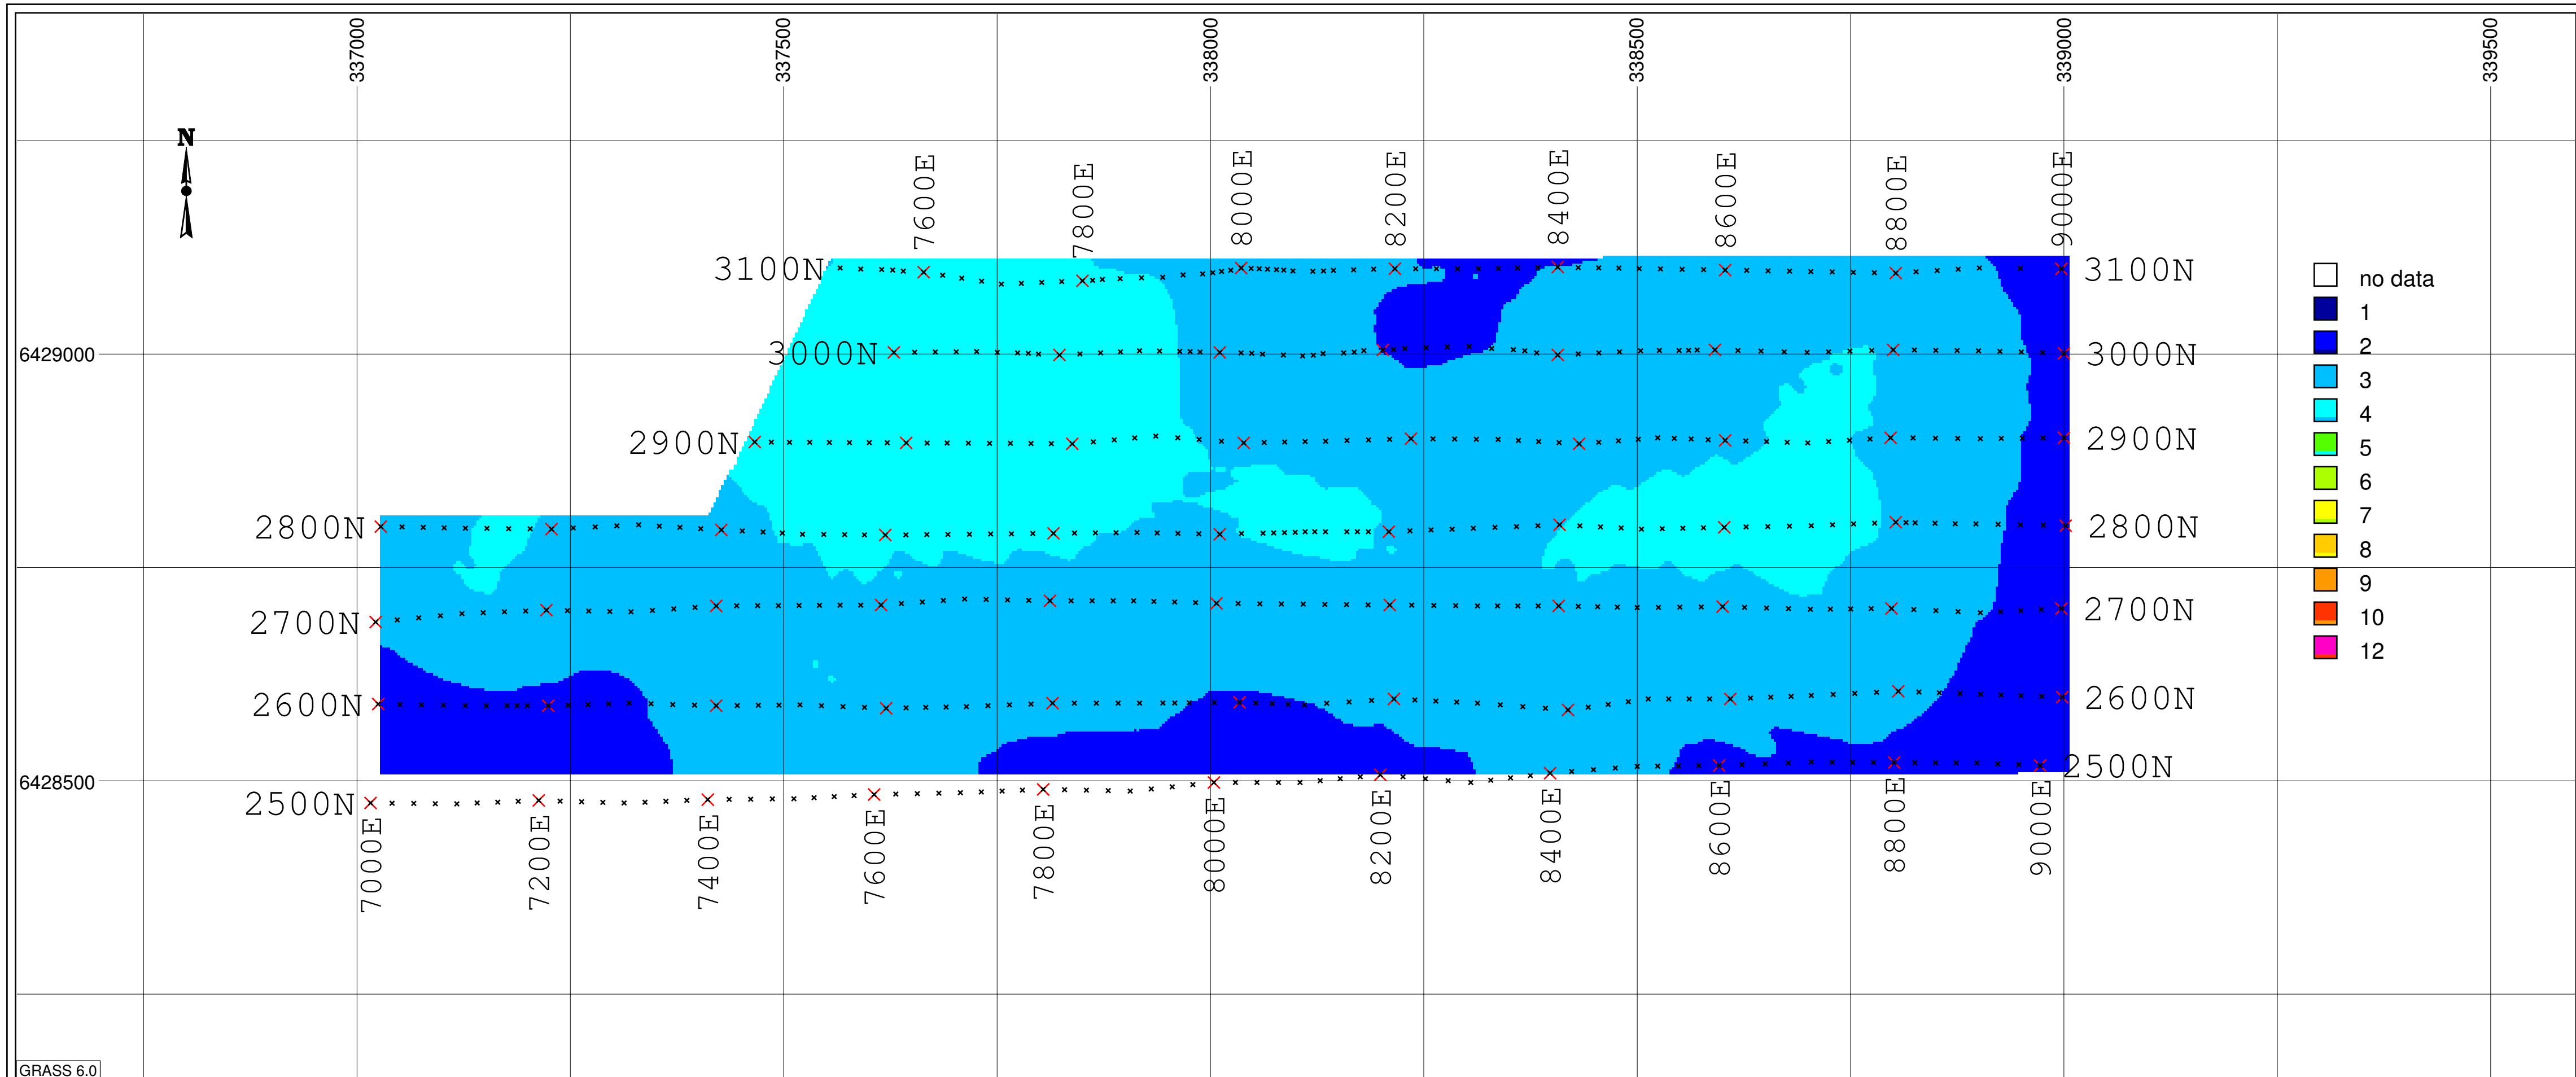 337000 337500 338000 338500 339000 339500
N
7600E 7800E 8000E 8200E 8400E 8600E 8800E 9000E
3100N 3100N
no data
1
6429000 3000N 3000N
2
3
4
2900N 2900N
5
6
7
2800N 2800N
8
9
2700N 2700N
10
12
2600N 2600N
6428500 2500N
2500N
7000E 7200E 7400E 7600E 7800E 8000E 8200E 8400E 8600E 8800E 9000E
GRASS 6.0